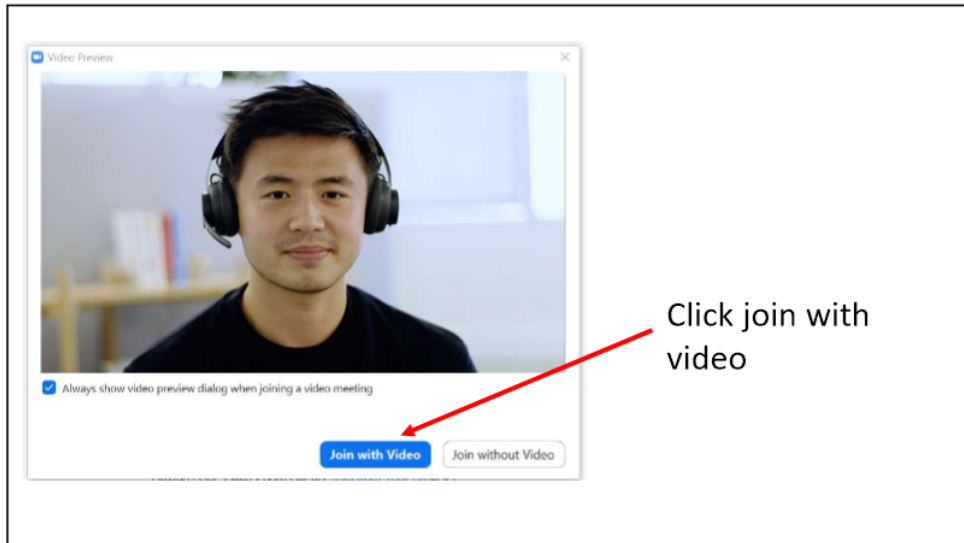 Video Preview
Always show video preview dialog when joining a video meeting
Click join with
video
Join with Video
Join without Video